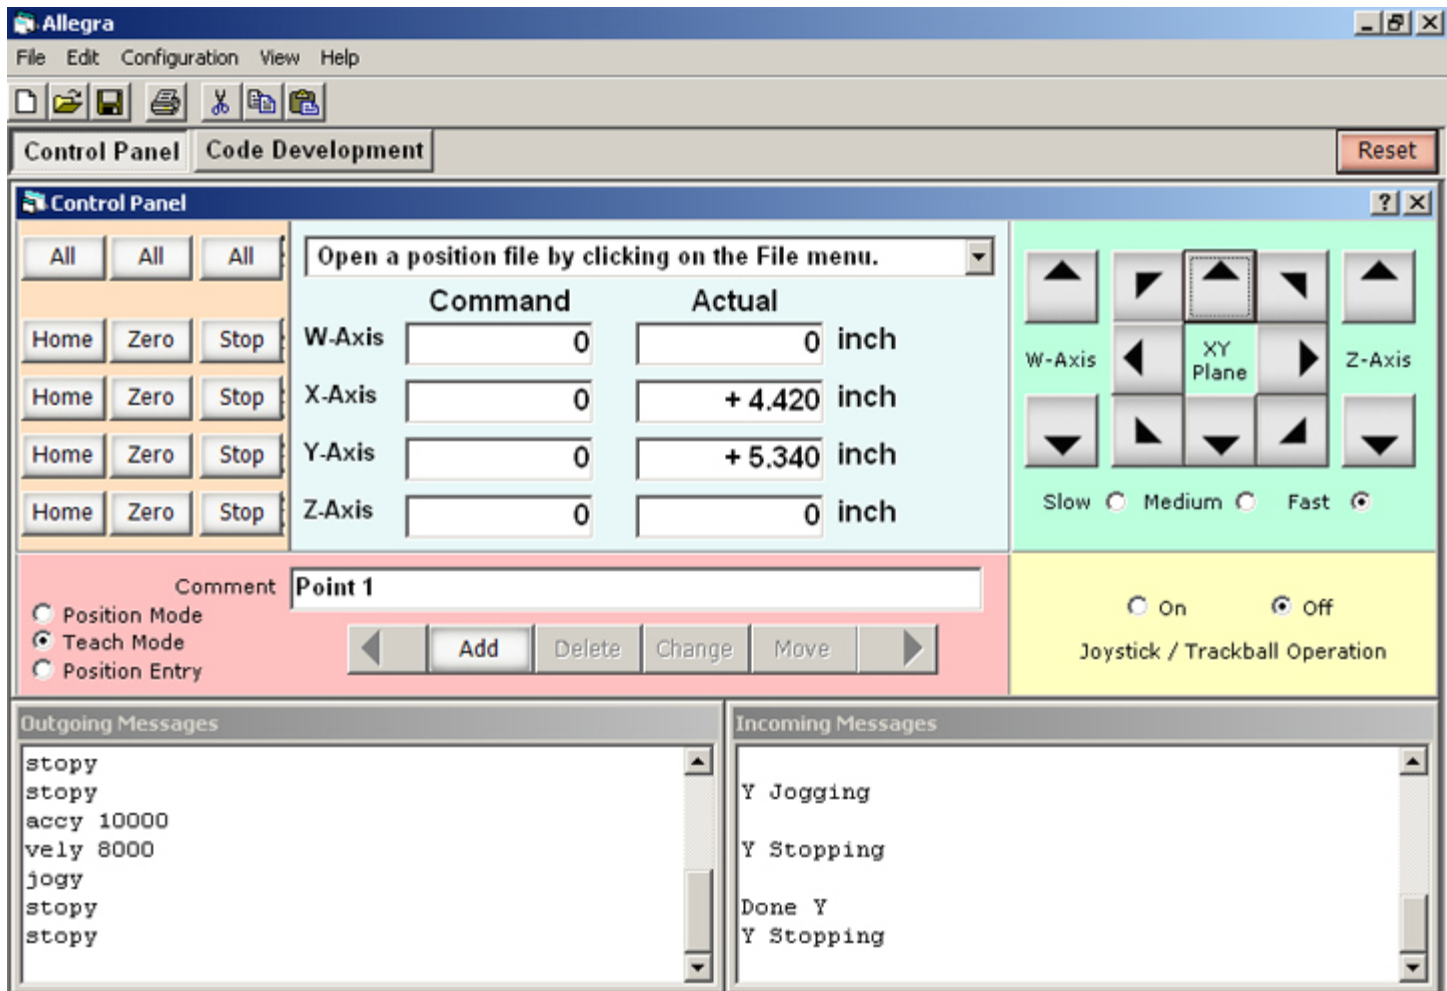 Allegra
File Edit Configuration View Help
Control Panel Code Development Reset
Control Panel
All All All
Open a position file by clicking on the File menu.
Command Actual
Home Zero Stop W-Axis 0 0 inch
Home Zero Stop X-Axis 0 + 4.420 inch
Home Zero Stop Y-Axis 0 + 5.340 inch
Home Zero Stop Z-Axis 0 0 inch
W-Axis XY Plane Z-Axis
Slow Medium Fast
Comment Point 1
Position Mode
Teach Mode
Position Entry
Add Delete Change Move
On Off
Joystick / Trackball Operation
Outgoing Messages
stopy
stopy
accy 10000
vely 8000
jogy
stopy
stopy
Incoming Messages
Y Jogging
Y Stopping
Done Y
Y Stopping